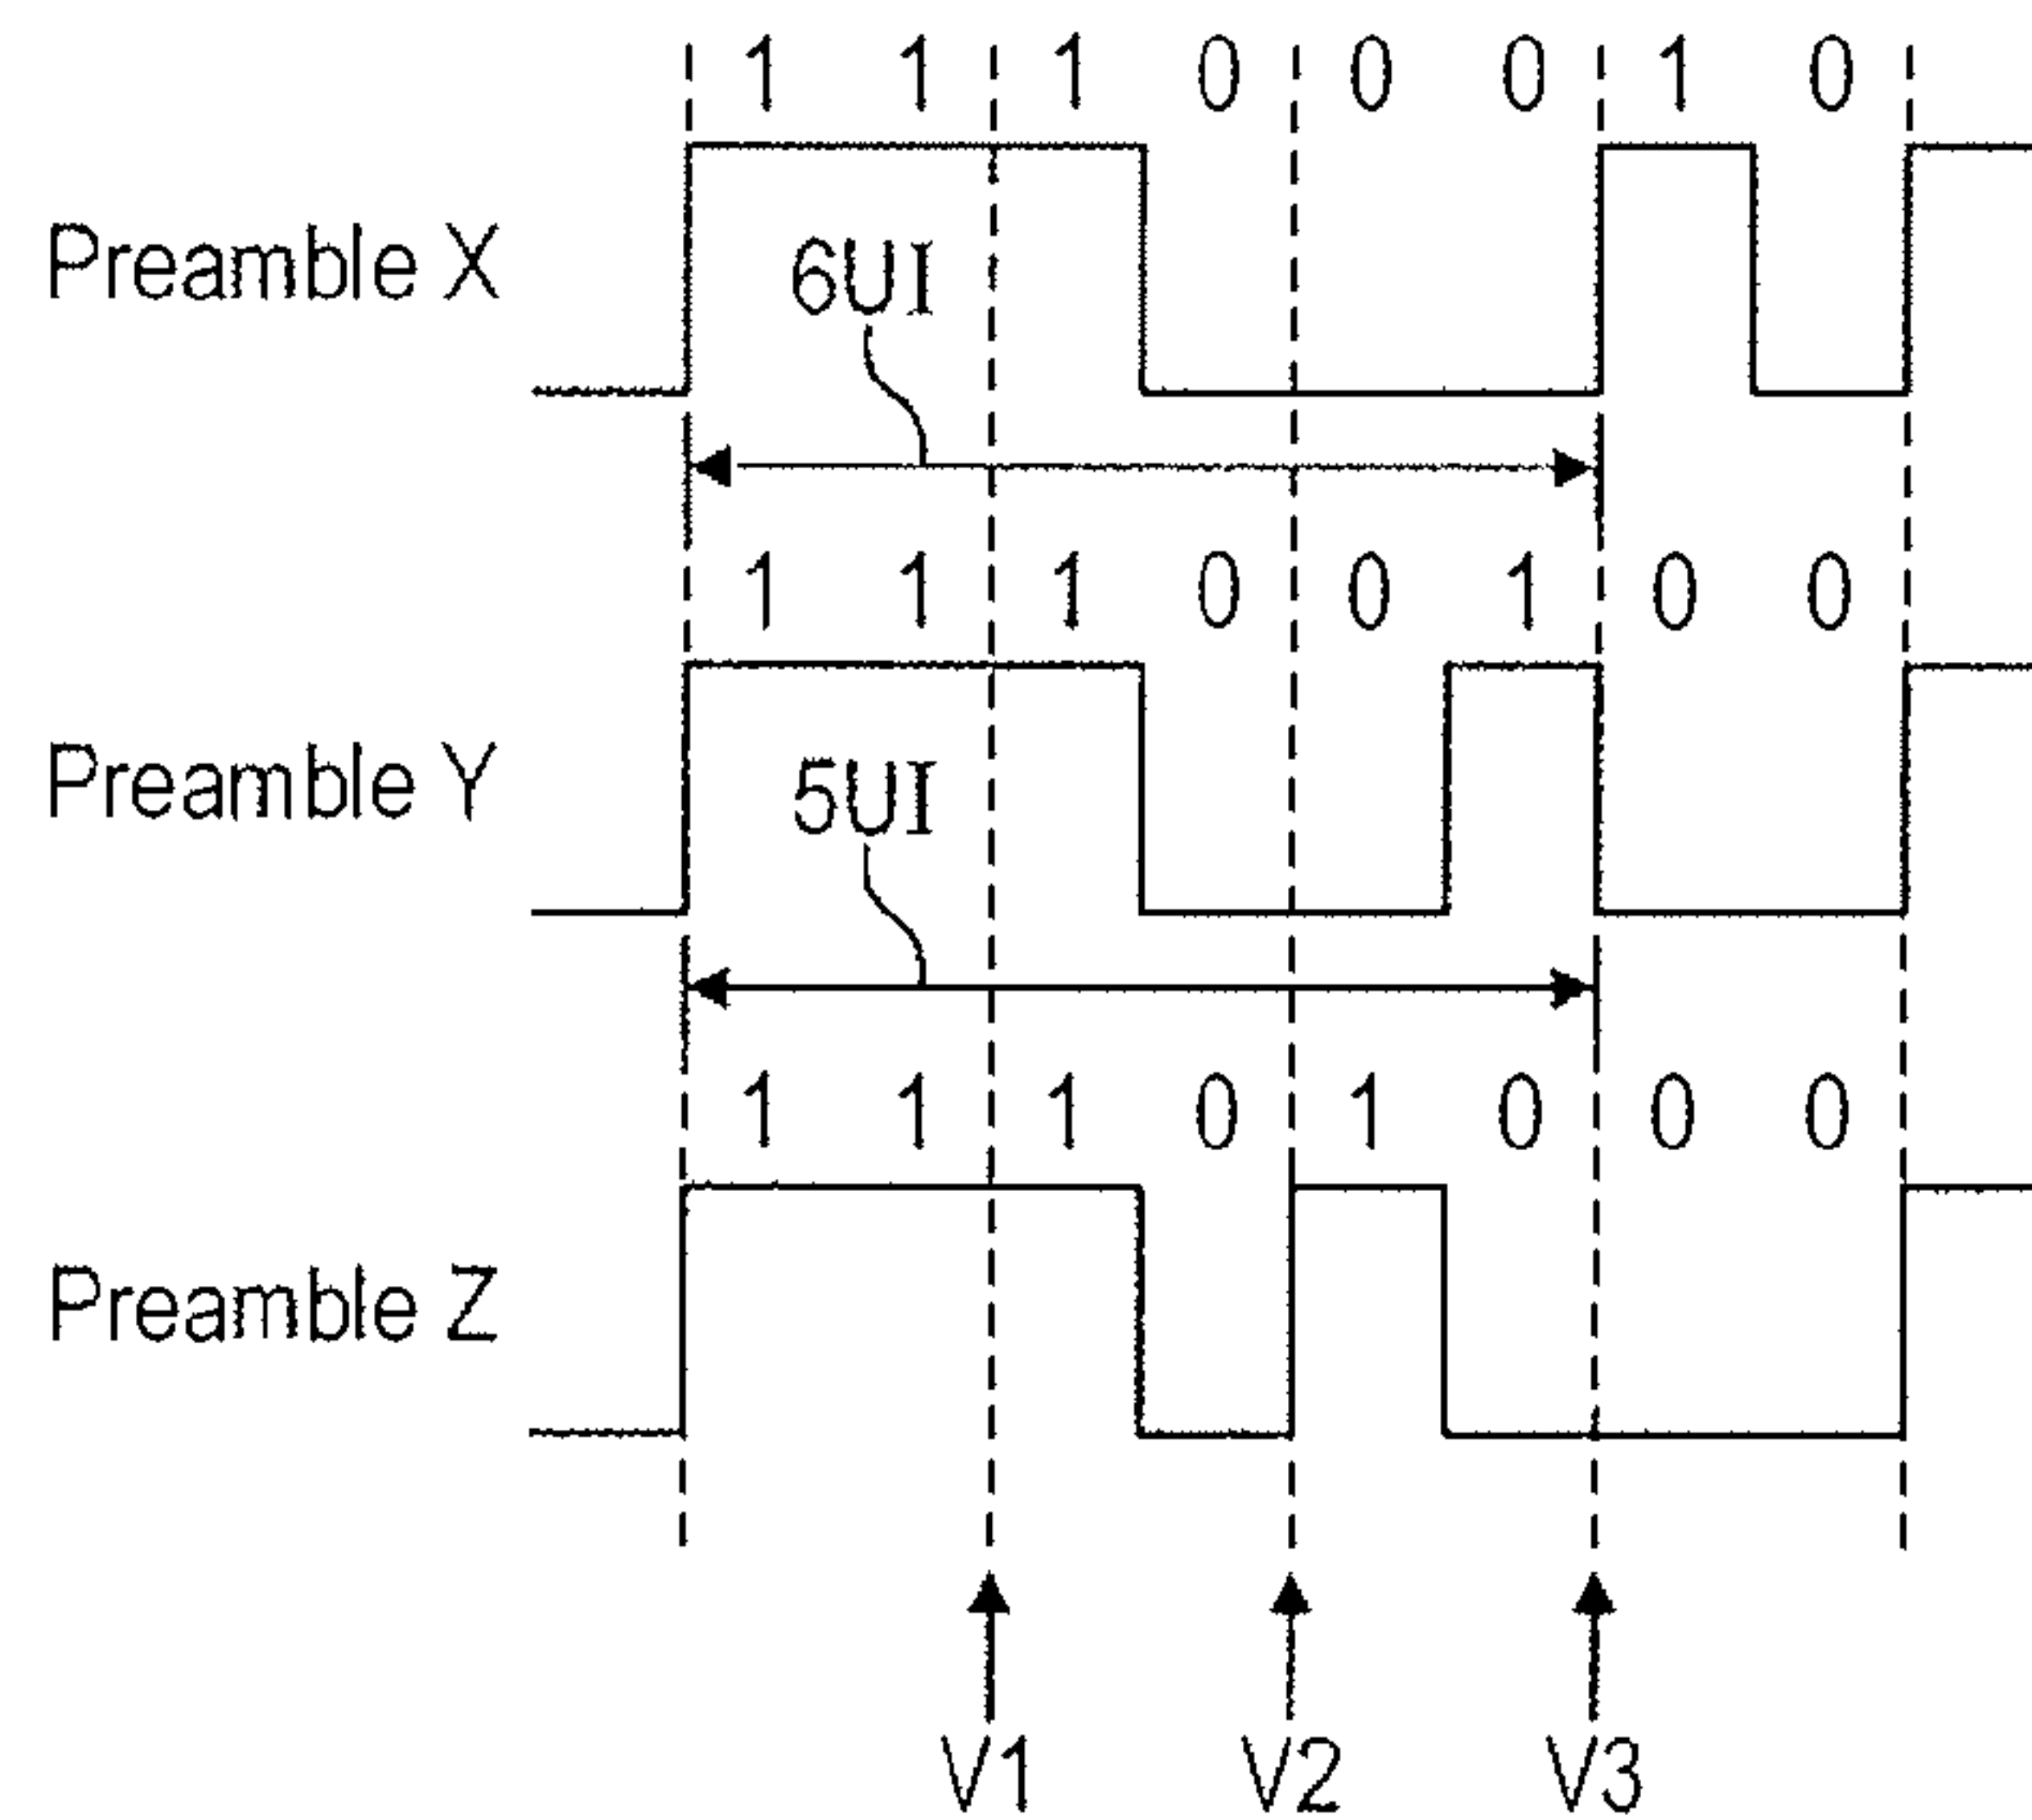 1 1 1 0 0 0 1 0
Preamble X
6UI
1 1 1 0 0 1 0 0
Preamble Y
5UI
1 1 1 0 1 0 0 0
Preamble Z
V1 V2 V3